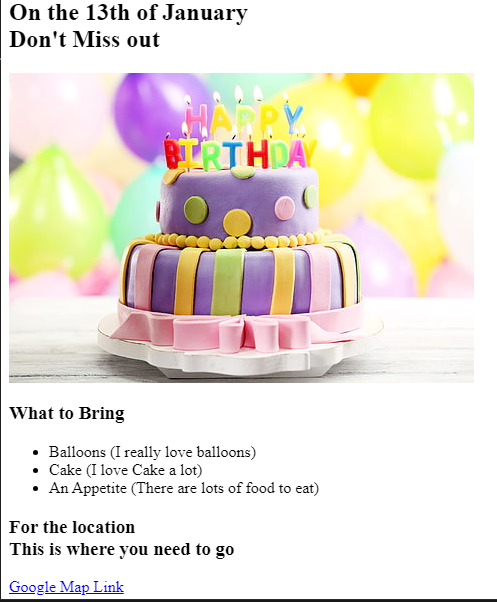 On the 13th of January
Don't Miss out
HAPPY
BIRTHDAY
What to Bring
Balloons (I really love balloons)
Cake (I love Cake a lot)
An Appetite (There are lots of food to eat)
For the location
This is where you need to go
Google Map Link